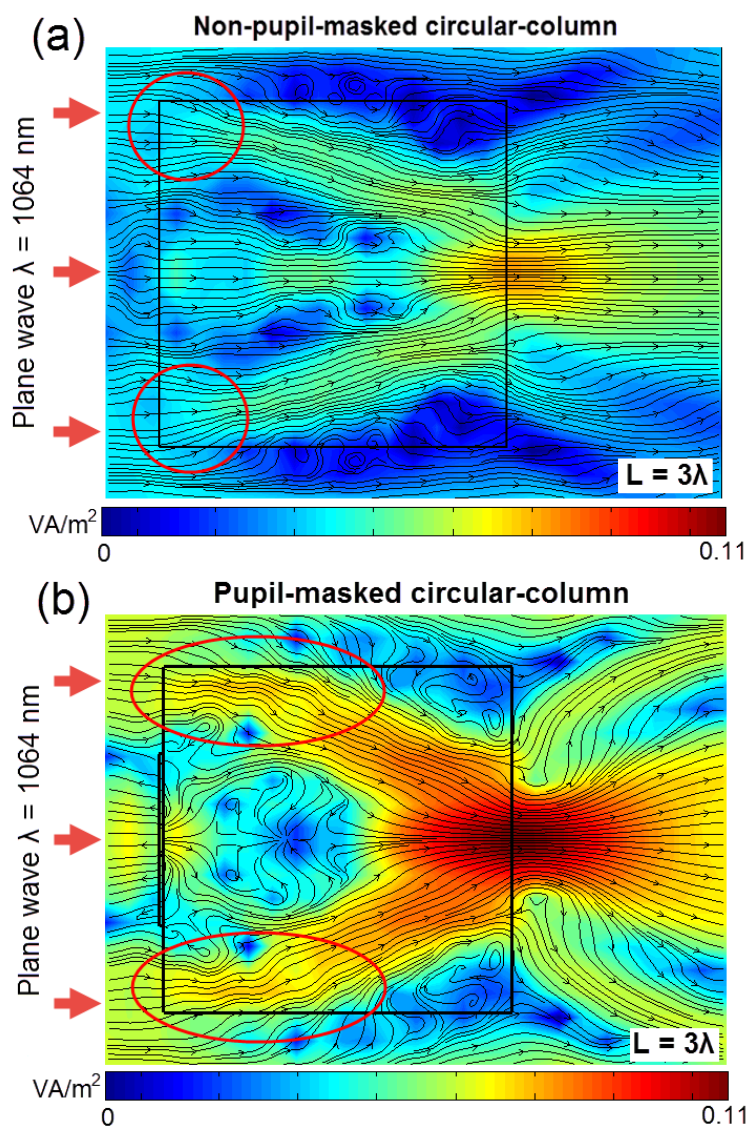 (a)
Non-pupil-masked circular-column
Plane wave λ = 1064 nm
L = 3λ
VA/m²
0
0.11
(b)
Pupil-masked circular-column
Plane wave λ = 1064 nm
L = 3λ
VA/m²
0
0.11